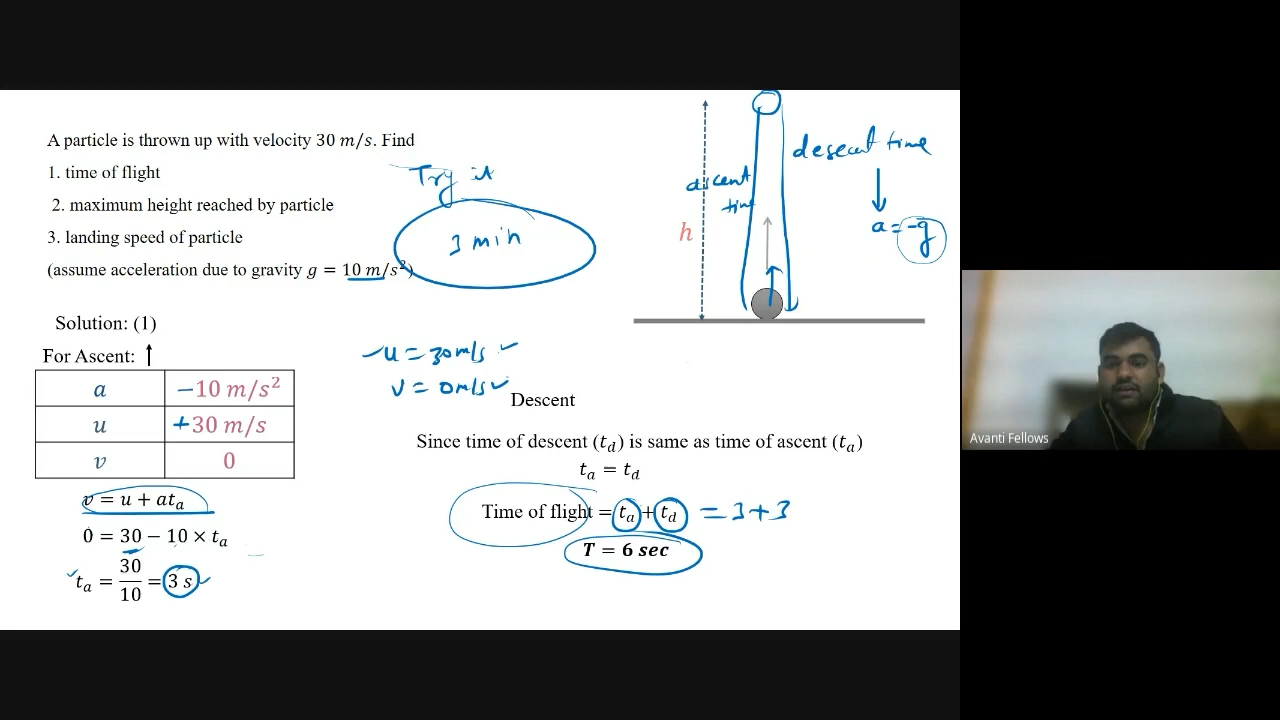 A particle is thrown up with velocity 30 m/s. Find
1. time of flight
2. maximum height reached by particle
3. landing speed of particle
(assume acceleration due to gravity g = 10 m/s²)
Try it
3 min
ascent
time
h
descent time
a = -g
Solution: (1)
For Ascent: ↑
a −10 m/s²
u +30 m/s
v 0
u = 30 m/s
v = 0 m/s
v = u + atₐ
0 = 30 − 10 × tₐ
tₐ = 30/10 = 3 s
Descent
Since time of descent (t_d) is same as time of ascent (tₐ)
tₐ = t_d
Time of flight = tₐ + t_d = 3+3
T = 6 sec
Avanti Fellows